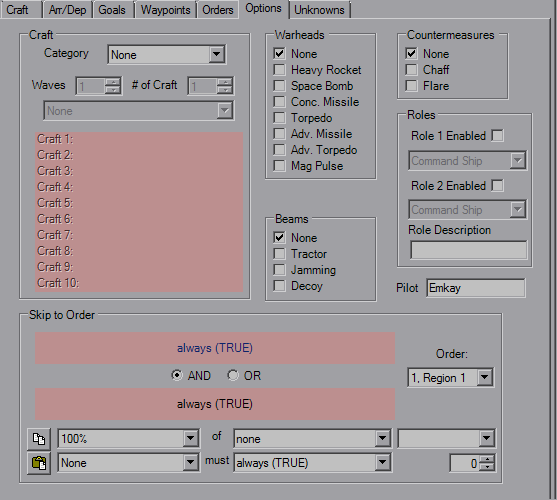 Craft Arr/Dep Goals Waypoints Orders Options Unknowns
Craft
Category None
Waves 1 # of Craft 1
None
Craft 1:
Craft 2:
Craft 3:
Craft 4:
Craft 5:
Craft 6:
Craft 7:
Craft 8:
Craft 9:
Craft 10:
Warheads
None
Heavy Rocket
Space Bomb
Conc. Missile
Torpedo
Adv. Missile
Adv. Torpedo
Mag Pulse
Beams
None
Tractor
Jamming
Decoy
Countermeasures
None
Chaff
Flare
Roles
Role 1 Enabled
Command Ship
Role 2 Enabled
Command Ship
Role Description
Pilot Emkay
Skip to Order
always (TRUE)
AND OR
always (TRUE)
Order:
1, Region 1
100% of none
None must always (TRUE) 0